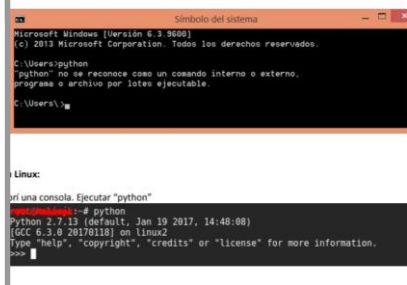 Símbolo del sistema
Microsoft Windows [Versión 6.3.9600]
(c) 2013 Microsoft Corporation. Todos los derechos reservados.
C:\Users>python
"python" no se reconoce como un comando interno o externo,
programa o archivo por lotes ejecutable.
C:\Users\ >
Linux:
orí una consola. Ejecutar "python"
:~# python
Python 2.7.13 (default, Jan 19 2017, 14:48:08)
[GCC 6.3.0 20170118] on linux2
Type "help", "copyright", "credits" or "license" for more information.
>>>